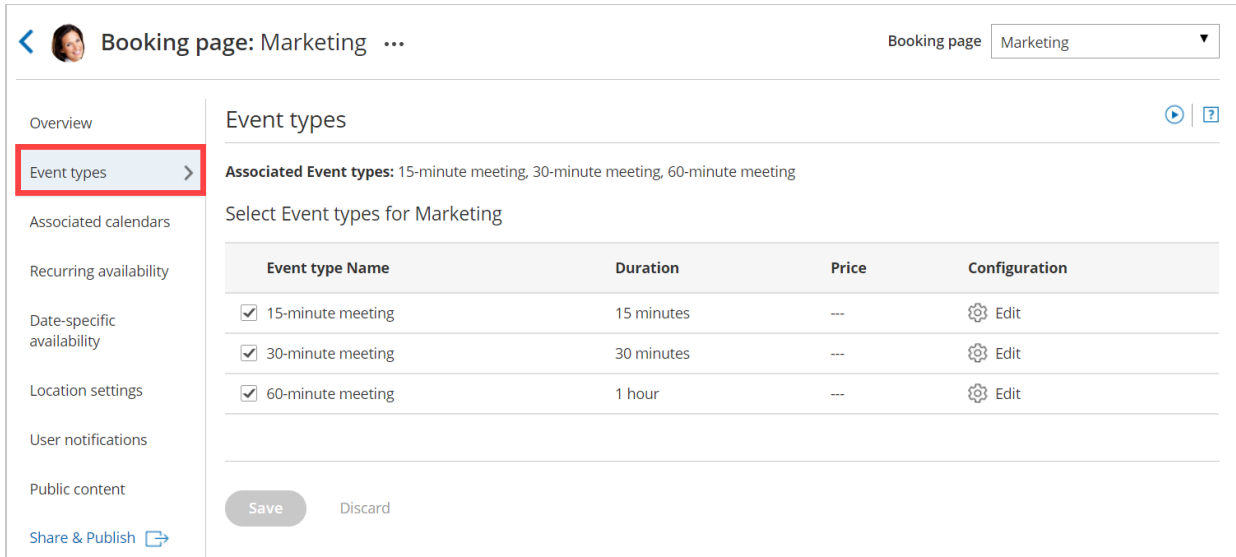 Booking page: Marketing ...
Booking page Marketing
Overview
Event types
Associated calendars
Recurring availability
Date-specific
availability
Location settings
User notifications
Public content
Share & Publish
Event types
?
Associated Event types: 15-minute meeting, 30-minute meeting, 60-minute meeting
Select Event types for Marketing
Event type Name Duration Price Configuration
15-minute meeting 15 minutes --- Edit
30-minute meeting 30 minutes --- Edit
60-minute meeting 1 hour --- Edit
Save Discard